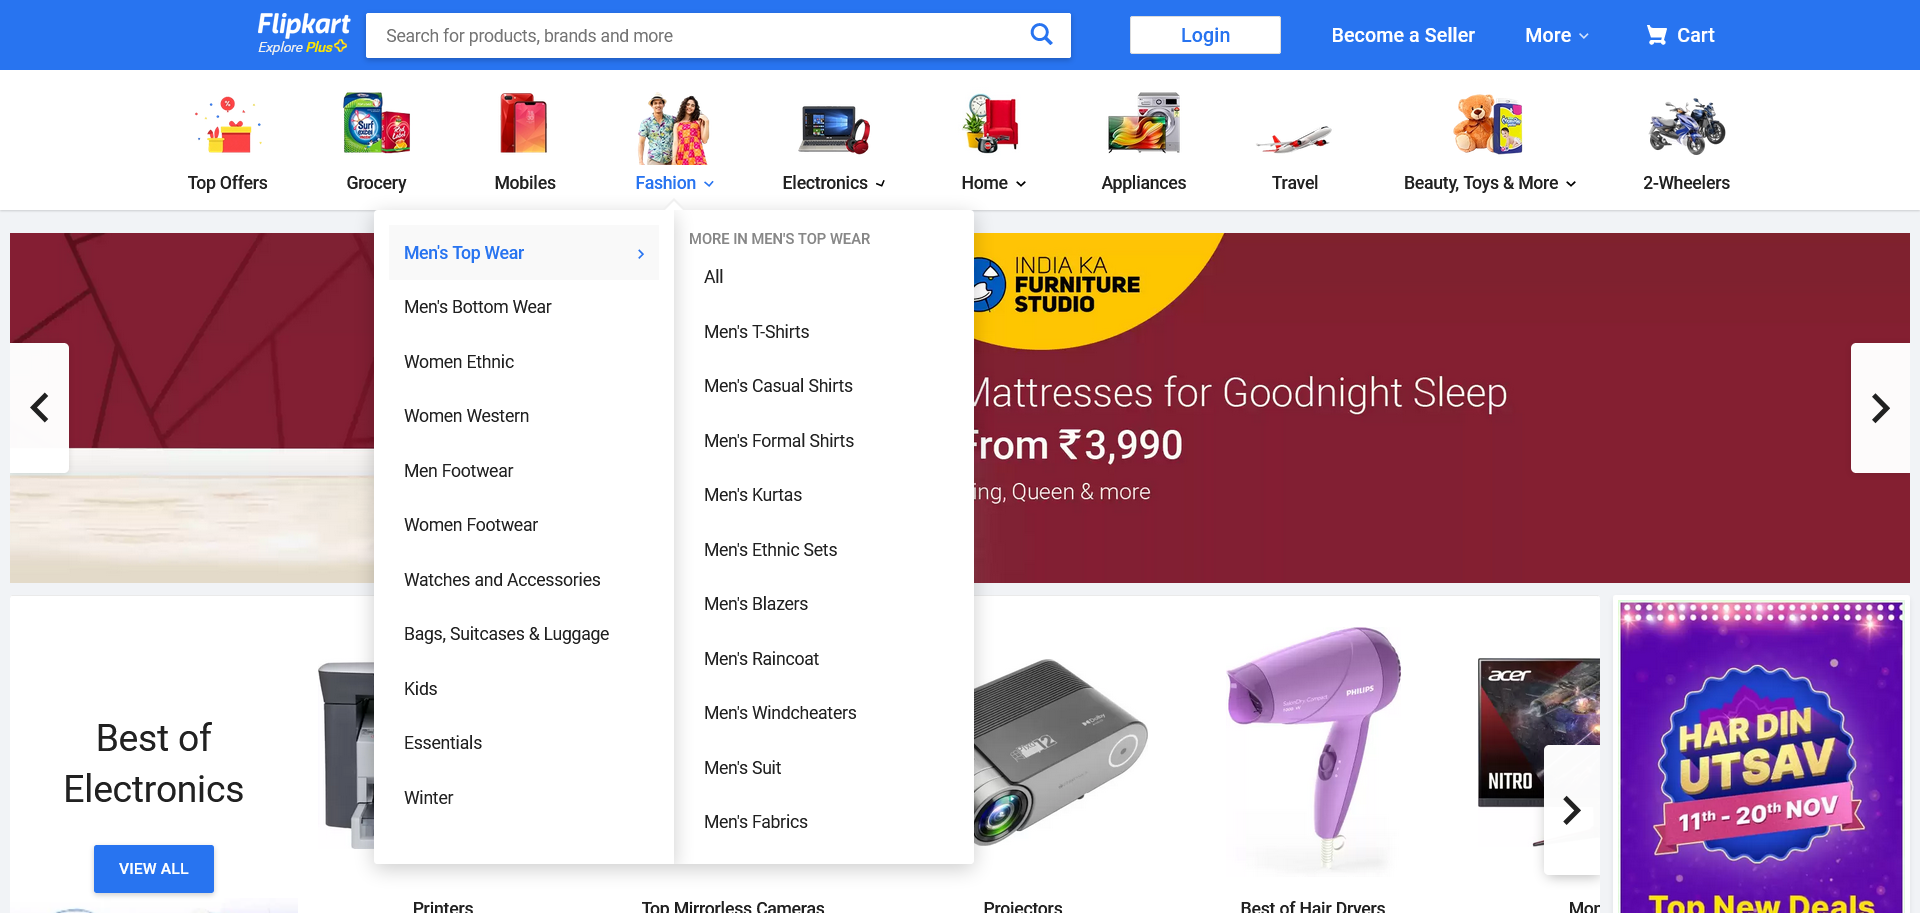 Flipkart
Explore Plus
Search for products, brands and more
Login
Become a Seller
More
Cart
Top Offers
Grocery
Mobiles
Fashion
Electronics
Home
Appliances
Travel
Beauty, Toys & More
2-Wheelers
Men's Top Wear
Men's Bottom Wear
Women Ethnic
Women Western
Men Footwear
Women Footwear
Watches and Accessories
Bags, Suitcases & Luggage
Kids
Essentials
Winter
MORE IN MEN'S TOP WEAR
All
Men's T-Shirts
Men's Casual Shirts
Men's Formal Shirts
Men's Kurtas
Men's Ethnic Sets
Men's Blazers
Men's Raincoat
Men's Windcheaters
Men's Suit
Men's Fabrics
INDIA KA
FURNITURE
STUDIO
Mattresses for Goodnight Sleep
From ₹3,990
ing, Queen & more
Best of
Electronics
VIEW ALL
PHILIPS
acer
NITRO
HAR DIN
UTSAV
11th - 20th NOV
Top New Deals
Printers
Top Mirrorless Cameras
Projectors
Best of Hair Dryers
Mor